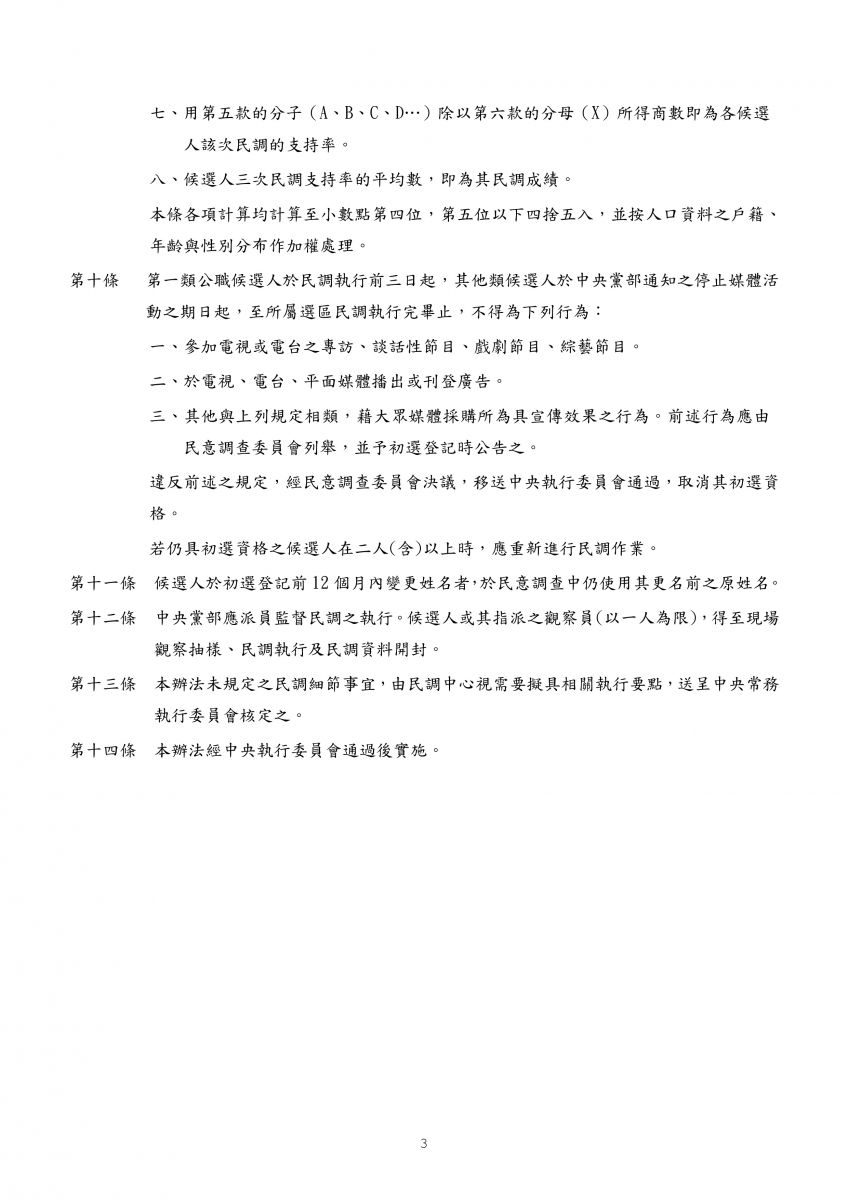 七、用第五款的分子（A、B、C、D…）除以第六款的分母（X）所得商數即為各候選
人該次民調的支持率。
八、候選人三次民調支持率的平均數，即為其民調成績。
本條各項計算均計算至小數點第四位，第五位以下四捨五入，並按人口資料之戶籍、
年齡與性別分布作加權處理。
第十條 第一類公職候選人於民調執行前三日起，其他類候選人於中央黨部通知之停止媒體活
動之期日起，至所屬選區民調執行完畢止，不得為下列行為：
一、參加電視或電台之專訪、談話性節目、戲劇節目、綜藝節目。
二、於電視、電台、平面媒體播出或刊登廣告。
三、其他與上列規定相類，藉大眾媒體採購所為具宣傳效果之行為。前述行為應由
民意調查委員會列舉，並予初選登記時公告之。
違反前述之規定，經民意調查委員會決議，移送中央執行委員會通過，取消其初選資
格。
若仍具初選資格之候選人在二人(含)以上時，應重新進行民調作業。
第十一條 候選人於初選登記前 12 個月內變更姓名者，於民意調查中仍使用其更名前之原姓名。
第十二條 中央黨部應派員監督民調之執行。候選人或其指派之觀察員(以一人為限)，得至現場
觀察抽樣、民調執行及民調資料開封。
第十三條 本辦法未規定之民調細節事宜，由民調中心視需要擬具相關執行要點，送呈中央常務
執行委員會核定之。
第十四條 本辦法經中央執行委員會通過後實施。
3